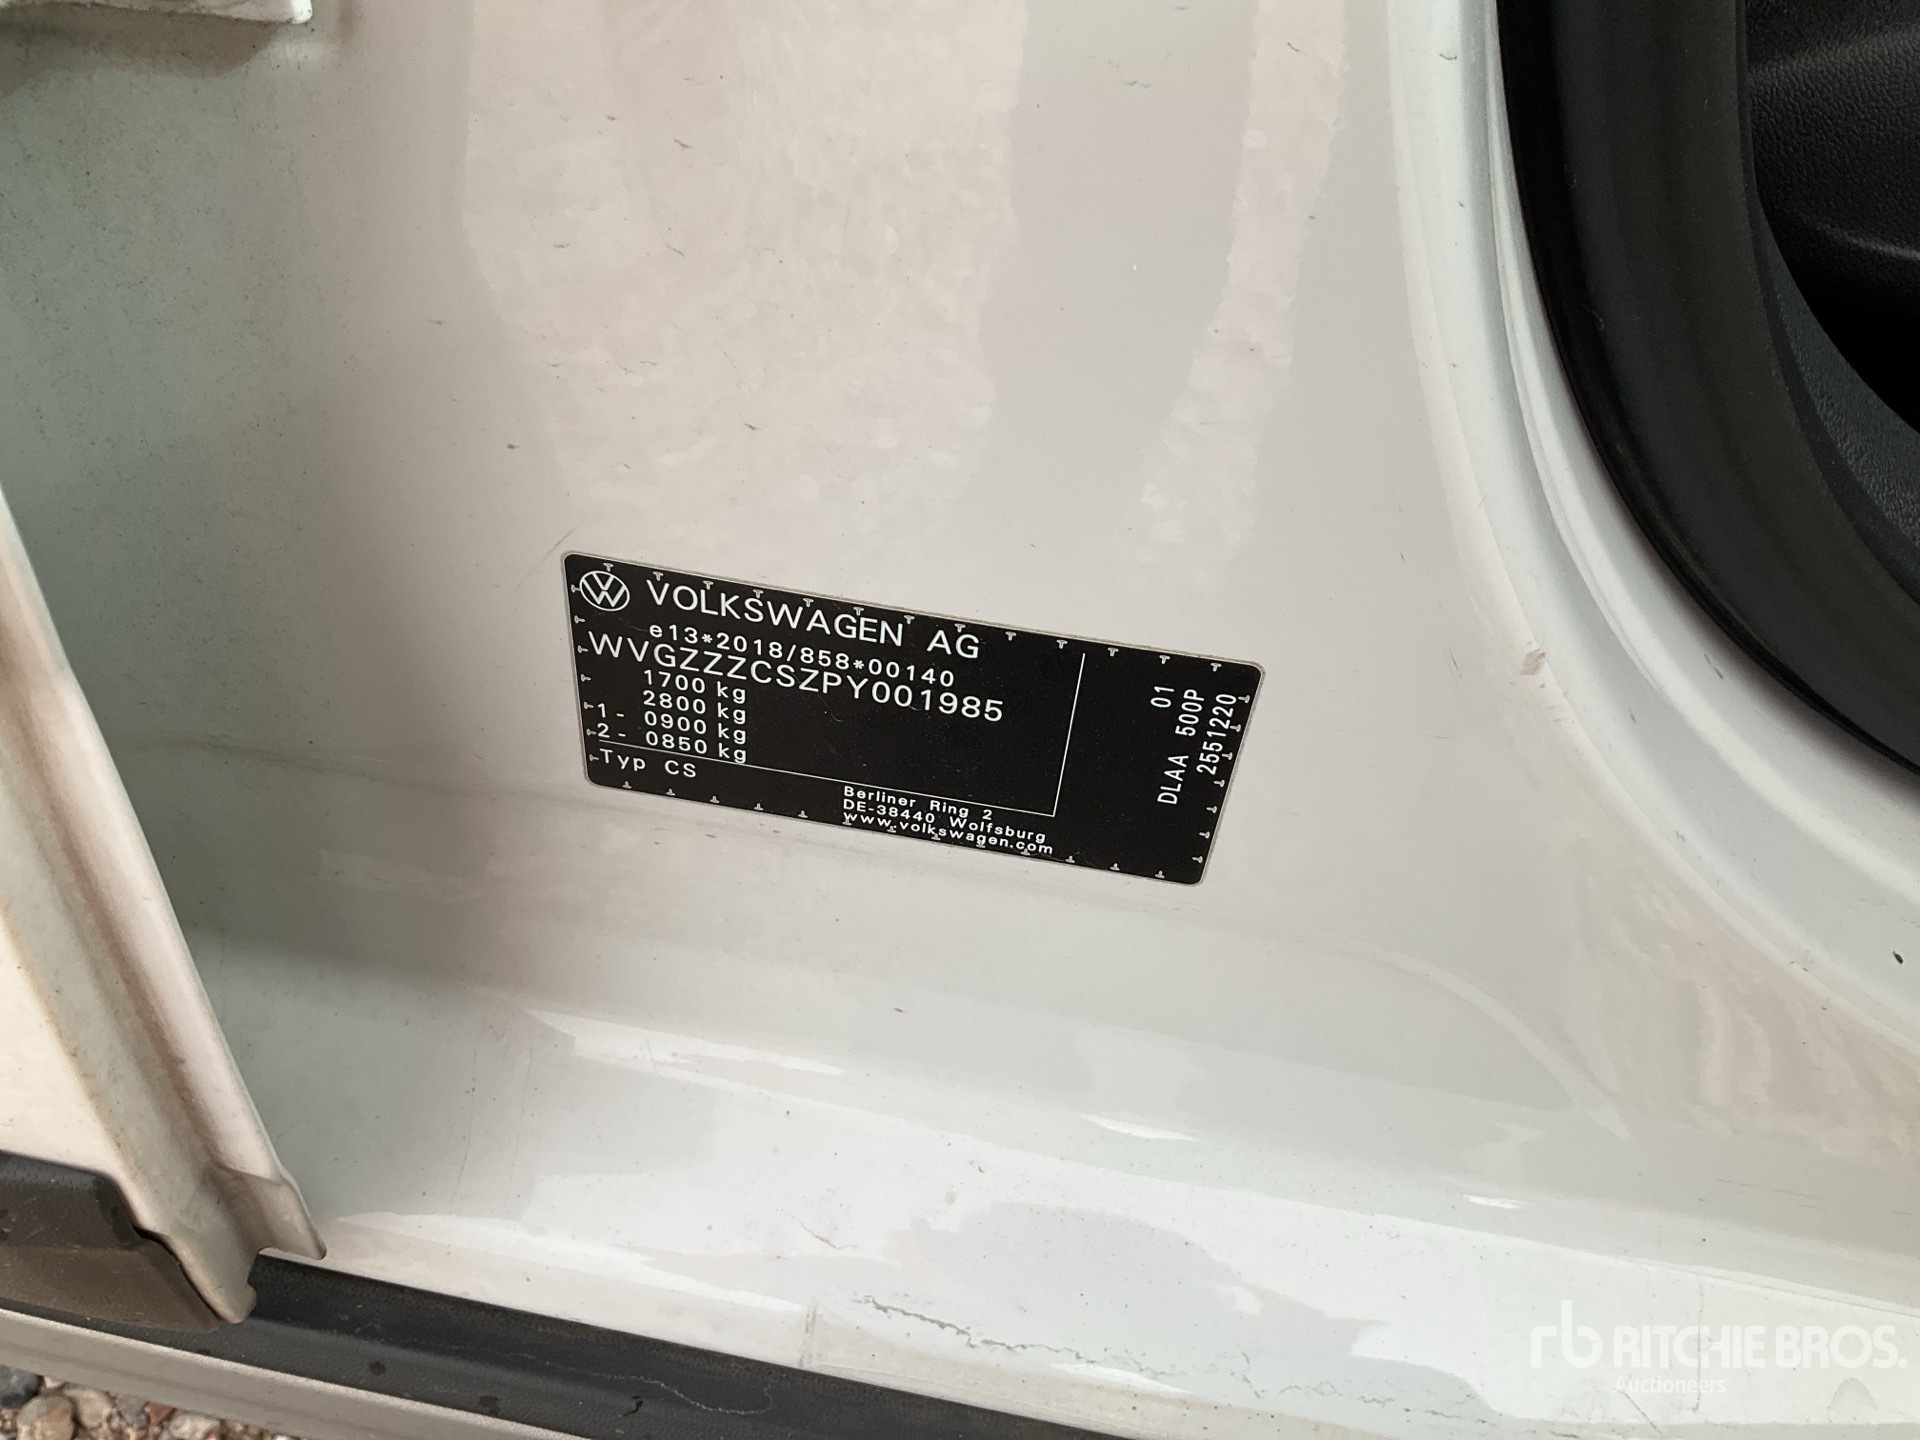 VOLKSWAGEN AG
e13*2018/858*00140
WVGZZZCSZPY001985
1700 kg
2800 kg
1- 0900 kg
2- 0850 kg
Typ CS
Berliner Ring 2
DE-38440 Wolfsburg
www.volkswagen.com
01
DLAA 500P
2551220
rb RITCHIE BROS.
Auctioneers